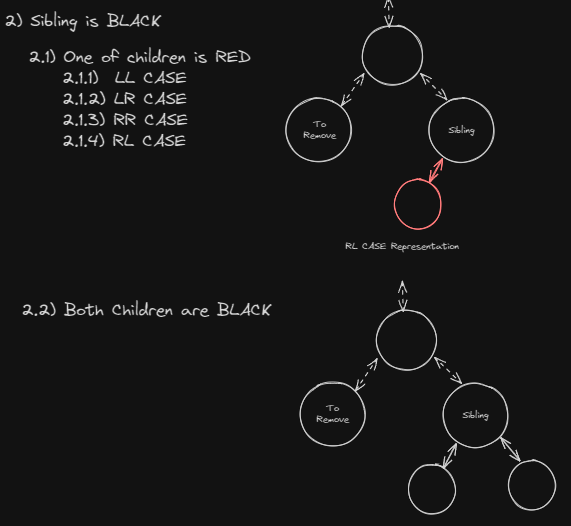 2) Sibling is BLACK
2.1) One of children is RED
2.1.1) LL CASE
2.1.2) LR CASE
2.1.3) RR CASE
2.1.4) RL CASE
To
Remove
Sibling
RL CASE Representation
2.2) Both Children are BLACK
To
Remove
Sibling